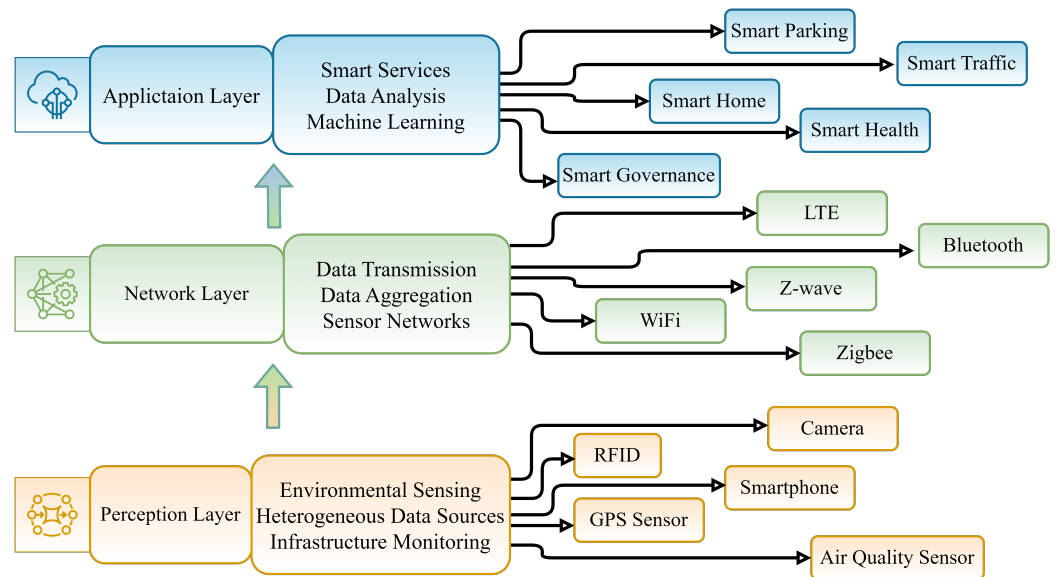 Applictaion Layer
Smart Services
Data Analysis
Machine Learning
Smart Parking
Smart Traffic
Smart Home
Smart Health
Smart Governance
Network Layer
Data Transmission
Data Aggregation
Sensor Networks
LTE
Bluetooth
Z-wave
WiFi
Zigbee
Perception Layer
Environmental Sensing
Heterogeneous Data Sources
Infrastructure Monitoring
Camera
RFID
Smartphone
GPS Sensor
Air Quality Sensor